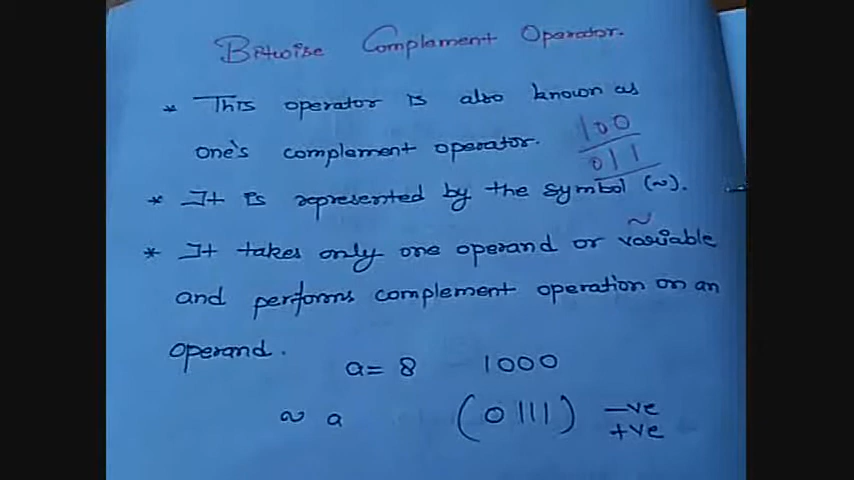 Bitwise Complement Operator.
* This operator is also known as
one's complement operator.
100
011
* It is represented by the symbol (~).
~
* It takes only one operand or variable
and performs complement operation on an
operand.
a= 8 1000
~ a (0111) -ve
+ve